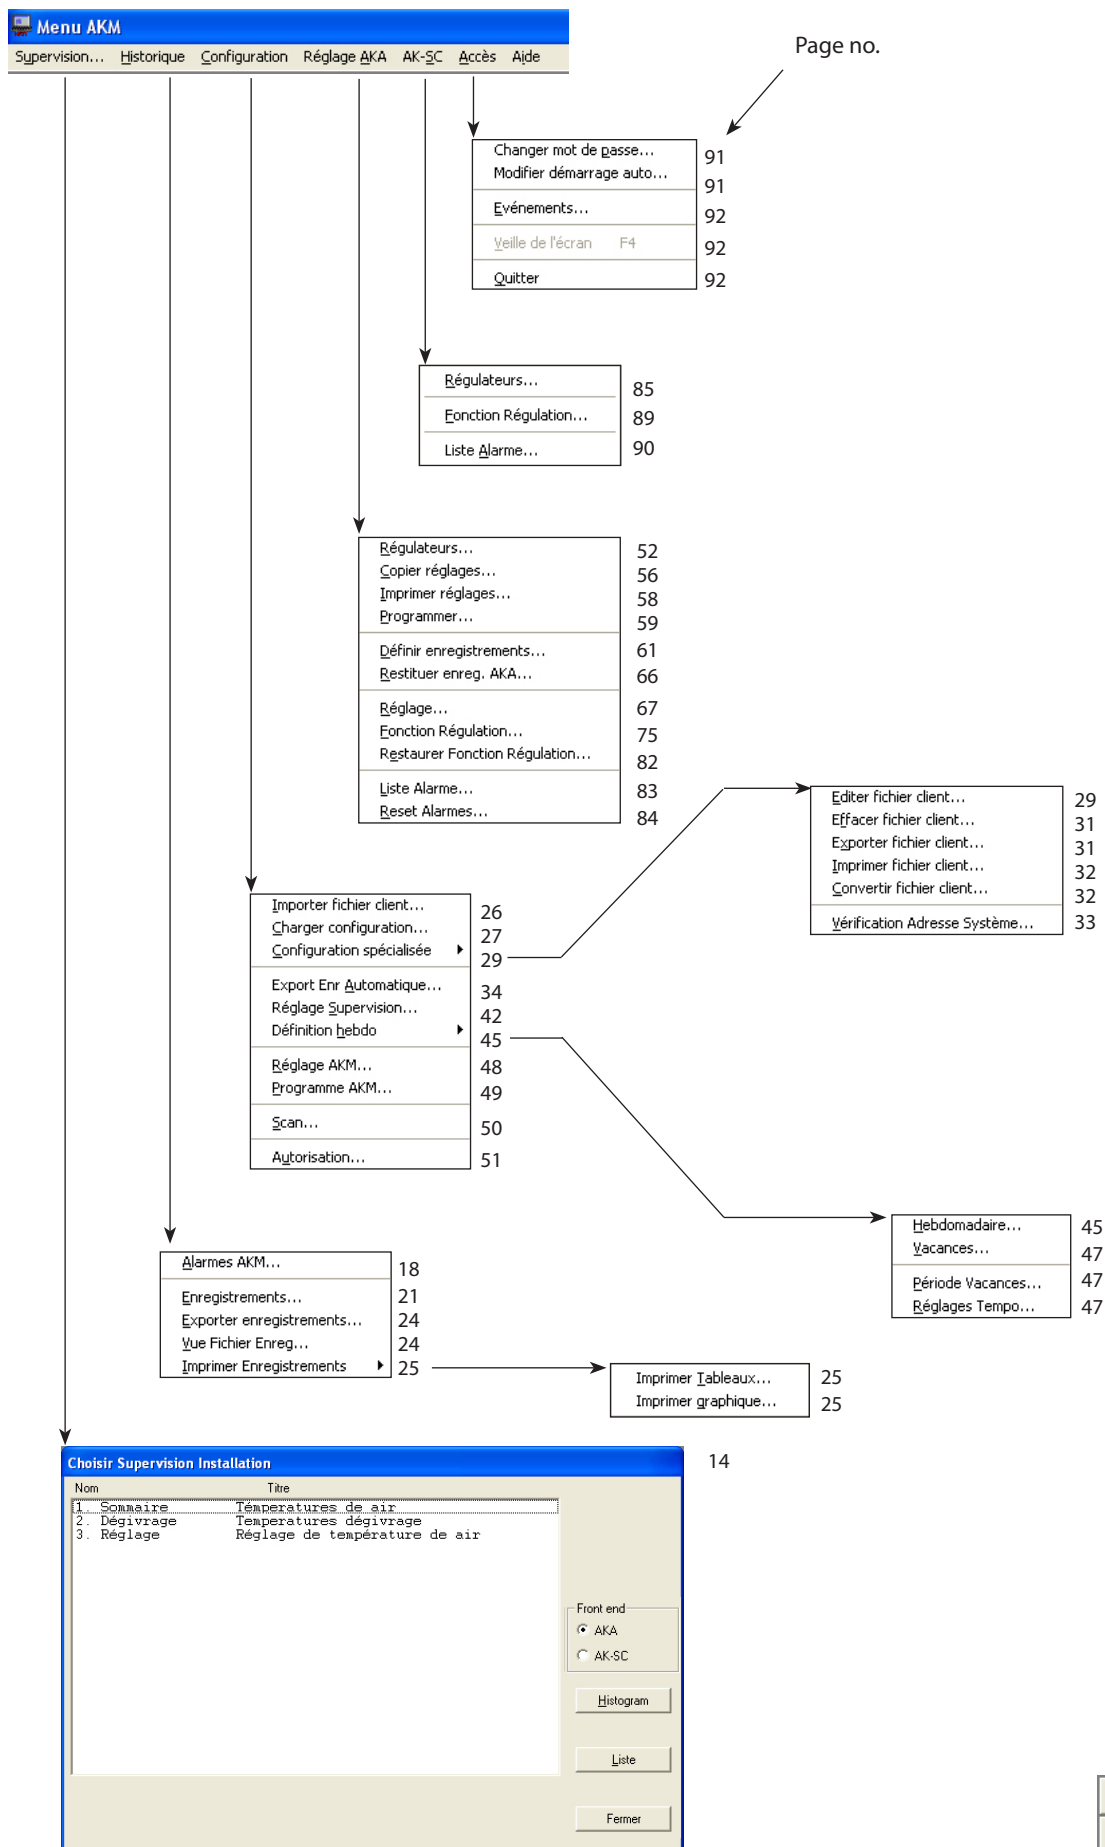 Menu AKM
Supervision... Historique Configuration Réglage AKA AK-SC Accès Aide
Page no.
Changer mot de passe... 91
Modifier démarrage auto... 91
Evénements... 92
Veille de l'écran F4 92
Quitter 92
Régulateurs... 85
Fonction Régulation... 89
Liste Alarme... 90
Régulateurs... 52
Copier réglages... 56
Imprimer réglages... 58
Programmer... 59
Définir enregistrements... 61
Restituer enreg. AKA... 66
Réglage... 67
Fonction Régulation... 75
Restaurer Fonction Régulation... 82
Liste Alarme... 83
Reset Alarmes... 84
Editer fichier client... 29
Effacer fichier client... 31
Exporter fichier client... 31
Imprimer fichier client... 32
Convertir fichier client... 32
Vérification Adresse Système... 33
Importer fichier client... 26
Charger configuration... 27
Configuration spécialisée 29
Export Enr Automatique... 34
Réglage Supervision... 42
Définition hebdo 45
Réglage AKM... 48
Programme AKM... 49
Scan... 50
Autorisation... 51
Hebdomadaire... 45
Vacances... 47
Période Vacances... 47
Réglages Tempo... 47
Alarmes AKM... 18
Enregistrements... 21
Exporter enregistrements... 24
Vue Fichier Enreg... 24
Imprimer Enregistrements 25
Imprimer Tableaux... 25
Imprimer graphique... 25
Choisir Supervision Installation 14
Nom Titre
1. Sommaire Témperatures de air
2. Dégivrage Temperatures dégivrage
3. Réglage Réglage de température de air
Front end
AKA
AK-SC
Histogram
Liste
Fermer